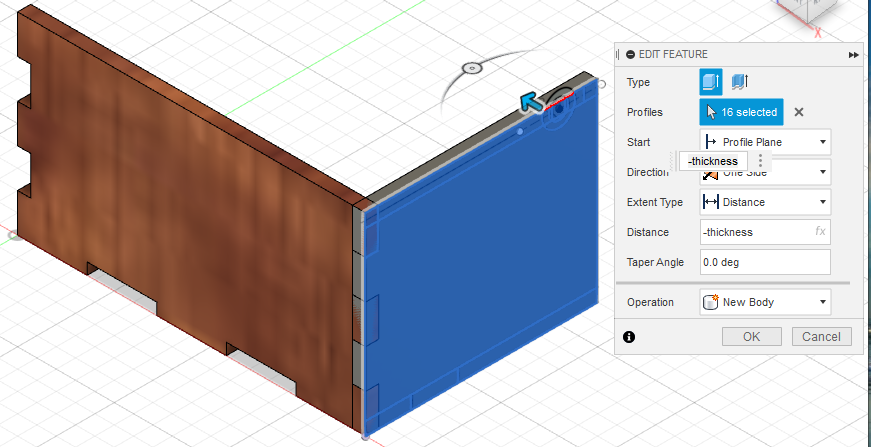 X
EDIT FEATURE
Type
Profiles 16 selected
Start Profile Plane
-thickness
Direction One Side
Extent Type Distance
Distance -thickness fx
Taper Angle 0.0 deg
Operation New Body
OK Cancel